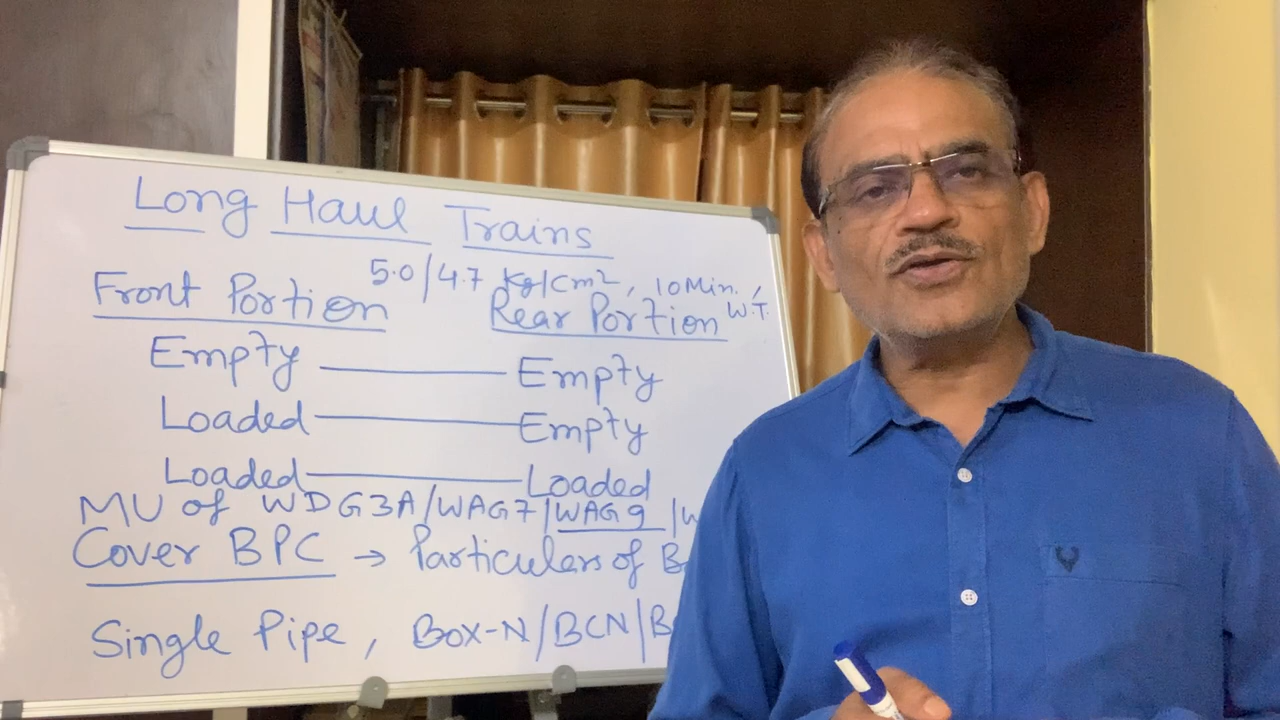 Long Haul Trains
5.0/4.7 Kg/Cm2, 10 Min.,
W.T.
Front Portion Rear Portion
Empty — Empty
Loaded — Empty
Loaded — Loaded
MU of WDG3A/WAG7/WAG9/W
Cover BPC → Particulers of B
Single Pipe, Box-N/BCN/B